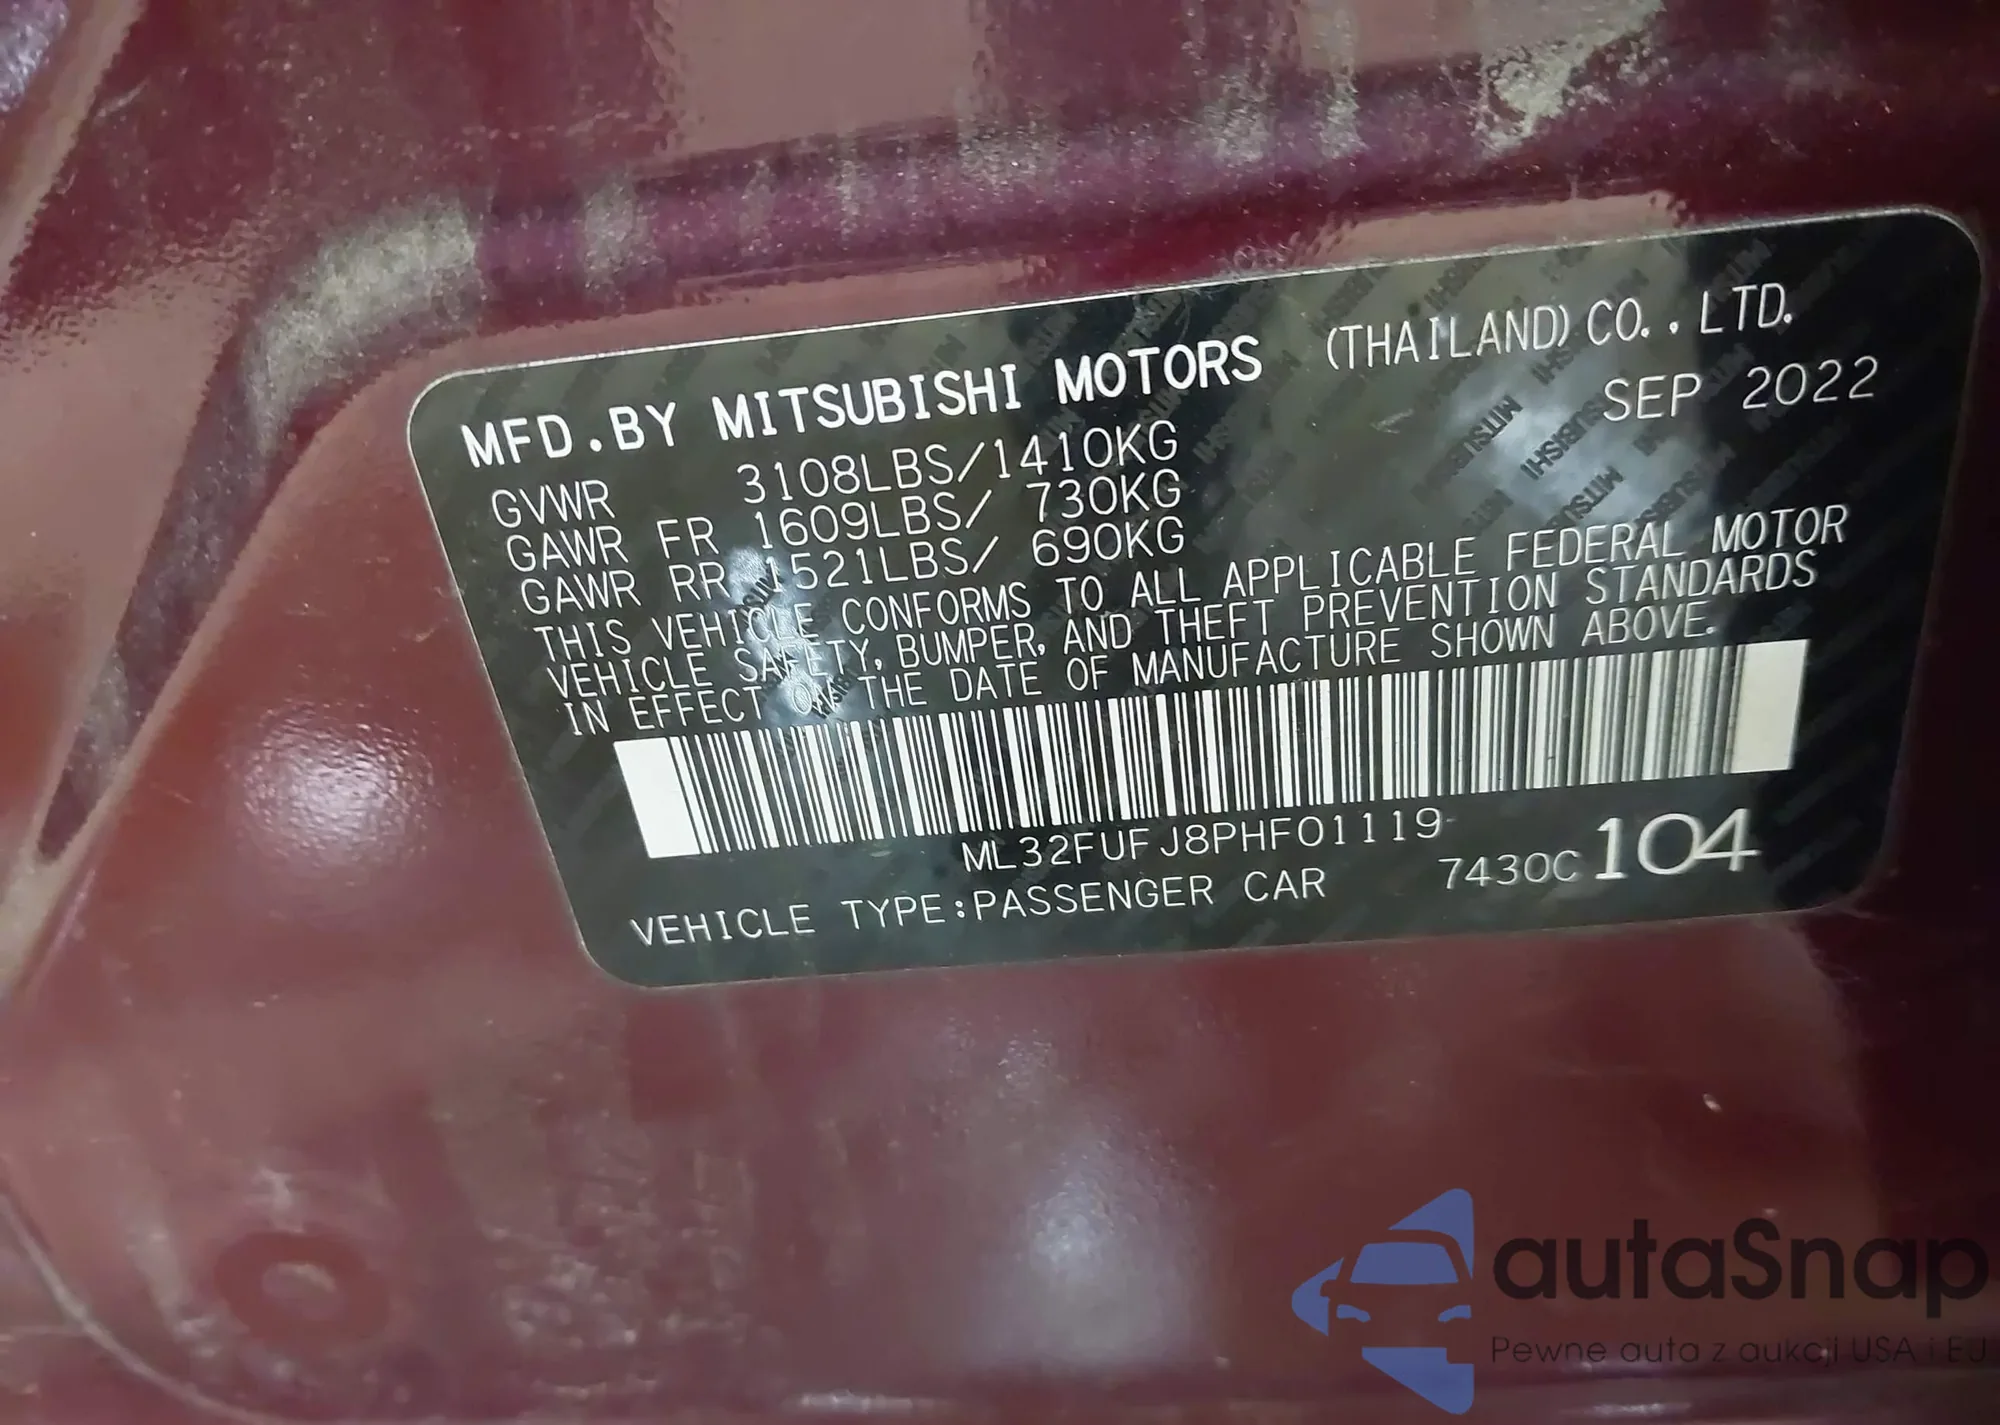 MFD.BY MITSUBISHI MOTORS (THAILAND) CO., LTD.
SEP 2022
GVWR 3108LBS/1410KG
GAWR FR 1609LBS/ 730KG
GAWR RR 1521LBS/ 690KG
THIS VEHICLE CONFORMS TO ALL APPLICABLE FEDERAL MOTOR
VEHICLE SAFETY, BUMPER, AND THEFT PREVENTION STANDARDS
IN EFFECT ON THE DATE OF MANUFACTURE SHOWN ABOVE.
ML32FUFJ8PHF01119
7430C 104
VEHICLE TYPE:PASSENGER CAR
autaSnap
Pewne auta z aukcji USA i EU